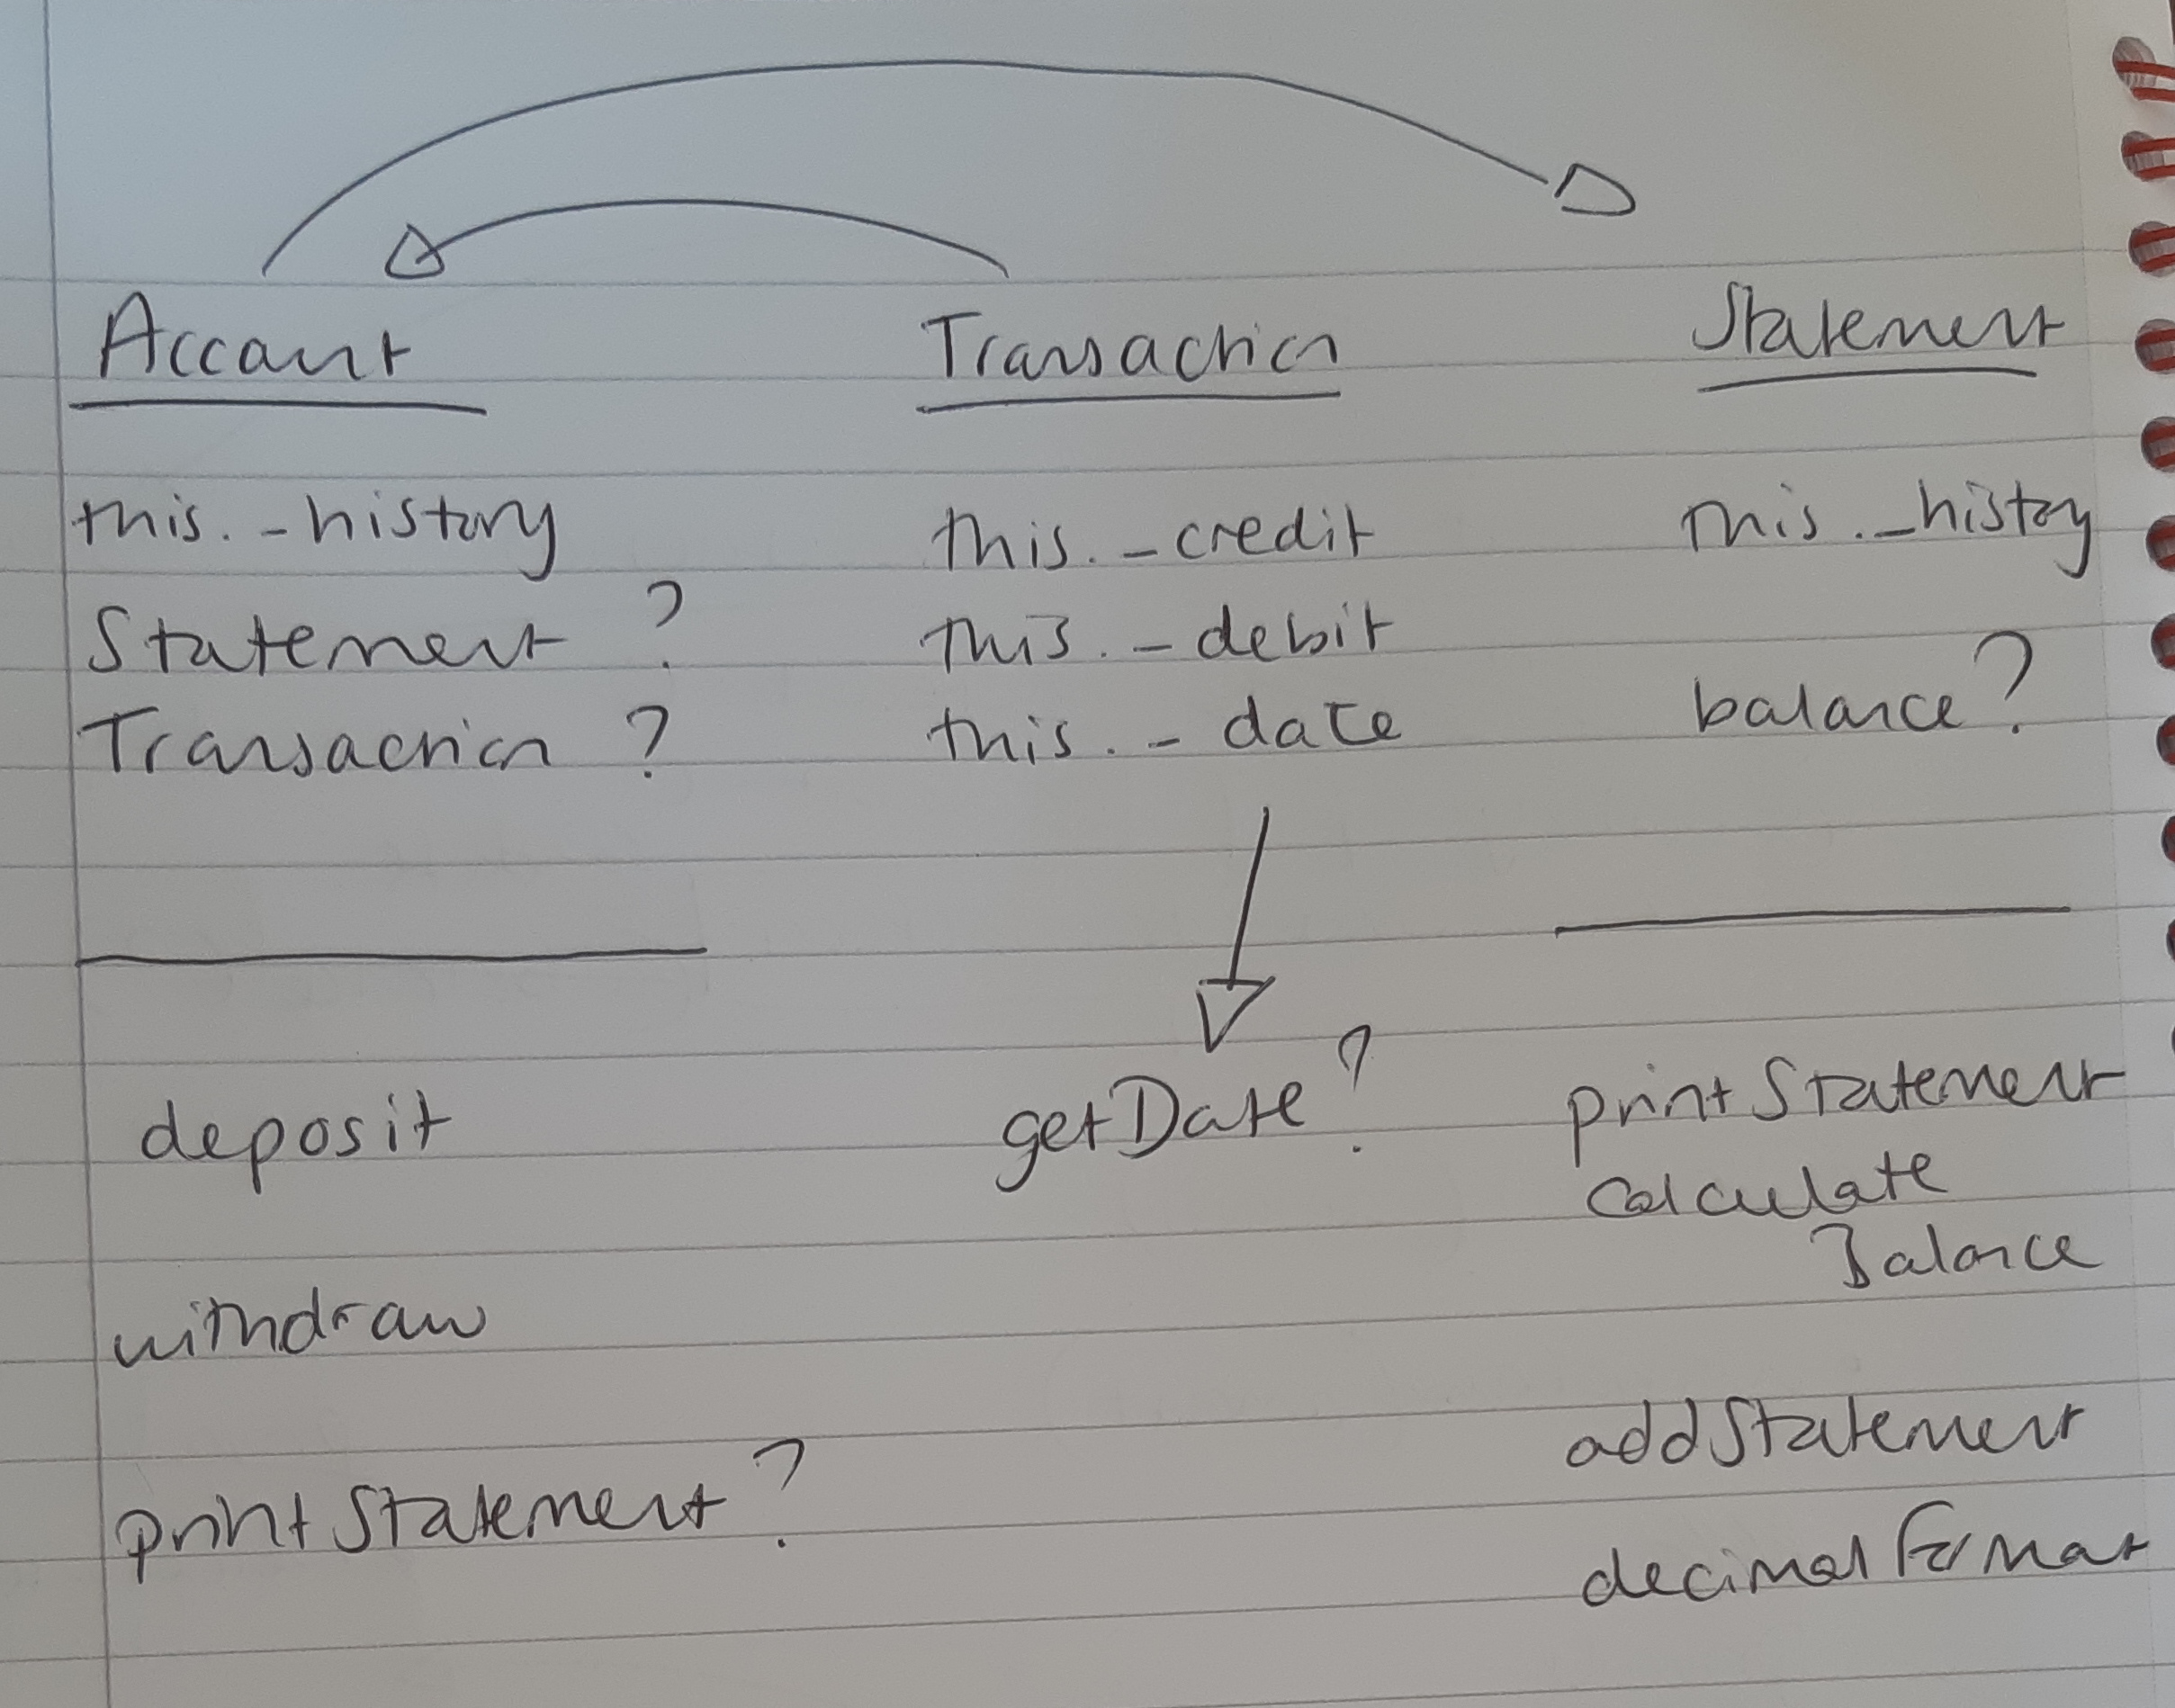 Account
this._history
Statement ?
Transaction ?
deposit
withdraw
printStatement ?
Transaction
this._credit
this._debit
this._date
getDate ?
Statement
this._history
balance ?
printStatement
calculate
Balance
addStatement
decimalFormat